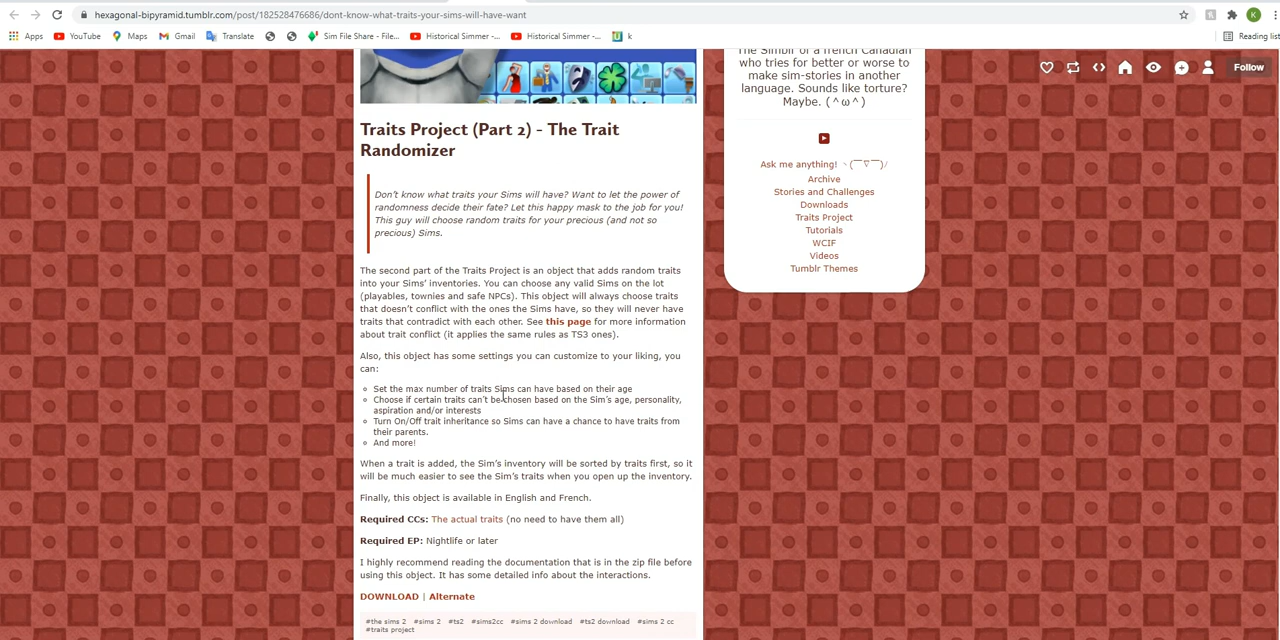 hexagonal-bipyramid.tumblr.com/post/182528476686/dont-know-what-traits-your-sims-will-have-want
K
Apps YouTube Maps Gmail Translate Sim File Share - File... Historical Simmer -... Historical Simmer -... k Reading list
The Simblr of a french Canadian
who tries for better or worse to
make sim-stories in another
language. Sounds like torture?
Maybe. (^ω^)
Follow
Ask me anything! ヽ(￣▽￣)ﾉ
Archive
Stories and Challenges
Downloads
Traits Project
Tutorials
WCIF
Videos
Tumblr Themes
Traits Project (Part 2) - The Trait
Randomizer
Don't know what traits your Sims will have? Want to let the power of
randomness decide their fate? Let this happy mask to the job for you!
This guy will choose random traits for your precious (and not so
precious) Sims.
The second part of the Traits Project is an object that adds random traits
into your Sims' inventories. You can choose any valid Sims on the lot
(playables, townies and safe NPCs). This object will always choose traits
that doesn't conflict with the ones the Sims have, so they will never have
traits that contradict with each other. See this page for more information
about trait conflict (it applies the same rules as TS3 ones).
Also, this object has some settings you can customize to your liking, you
can:
Set the max number of traits Sims can have based on their age
Choose if certain traits can't be chosen based on the Sim's age, personality,
aspiration and/or interests
Turn On/Off trait inheritance so Sims can have a chance to have traits from
their parents.
And more!
When a trait is added, the Sim's inventory will be sorted by traits first, so it
will be much easier to see the Sim's traits when you open up the inventory.
Finally, this object is available in English and French.
Required CCs: The actual traits (no need to have them all)
Required EP: Nightlife or later
I highly recommend reading the documentation that is in the zip file before
using this object. It has some detailed info about the interactions.
DOWNLOAD | Alternate
#the sims 2 #sims 2 #ts2 #sims2cc #sims 2 download #ts2 download #sims 2 cc
#traits project